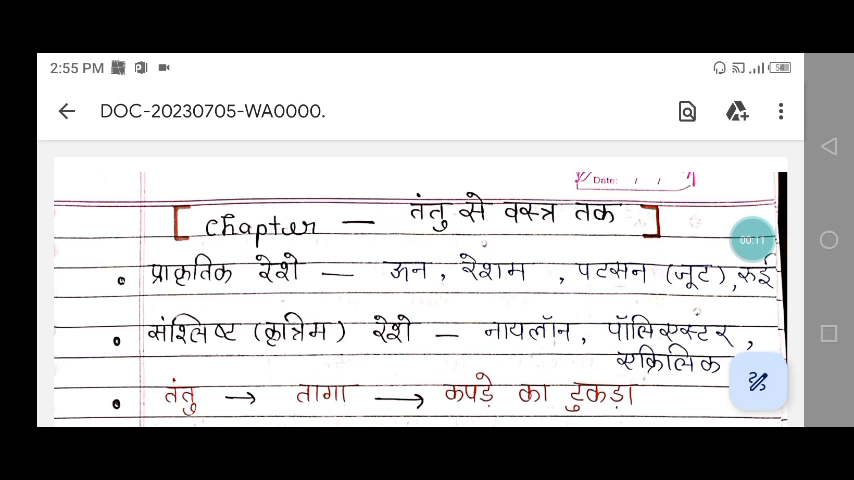 2:55 PM
54
DOC-20230705-WA0000.
Date: / /
[ Chapter — तंतु से वस्त्र तक ]
00:11
• प्राकृतिक रेशे — ऊन, रेशम, पटसन (जूट), रुई
• संश्लिष्ट (कृत्रिम) रेशे — नायलॉन, पॉलिएस्टर,
एक्रिलिक
• तंतु → तागा → कपड़े का टुकड़ा